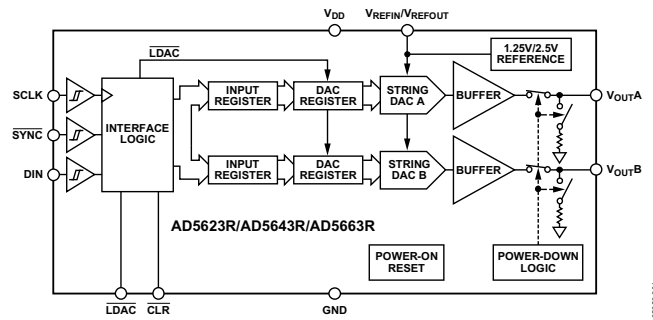 VDD VREFIN/VREFOUT
LDAC
1.25V/2.5V
REFERENCE
SCLK
SYNC
DIN
INTERFACE
LOGIC
INPUT
REGISTER
DAC
REGISTER
STRING
DAC A
BUFFER
VOUTA
INPUT
REGISTER
DAC
REGISTER
STRING
DAC B
BUFFER
VOUTB
AD5623R/AD5643R/AD5663R
POWER-ON
RESET
POWER-DOWN
LOGIC
LDAC CLR GND